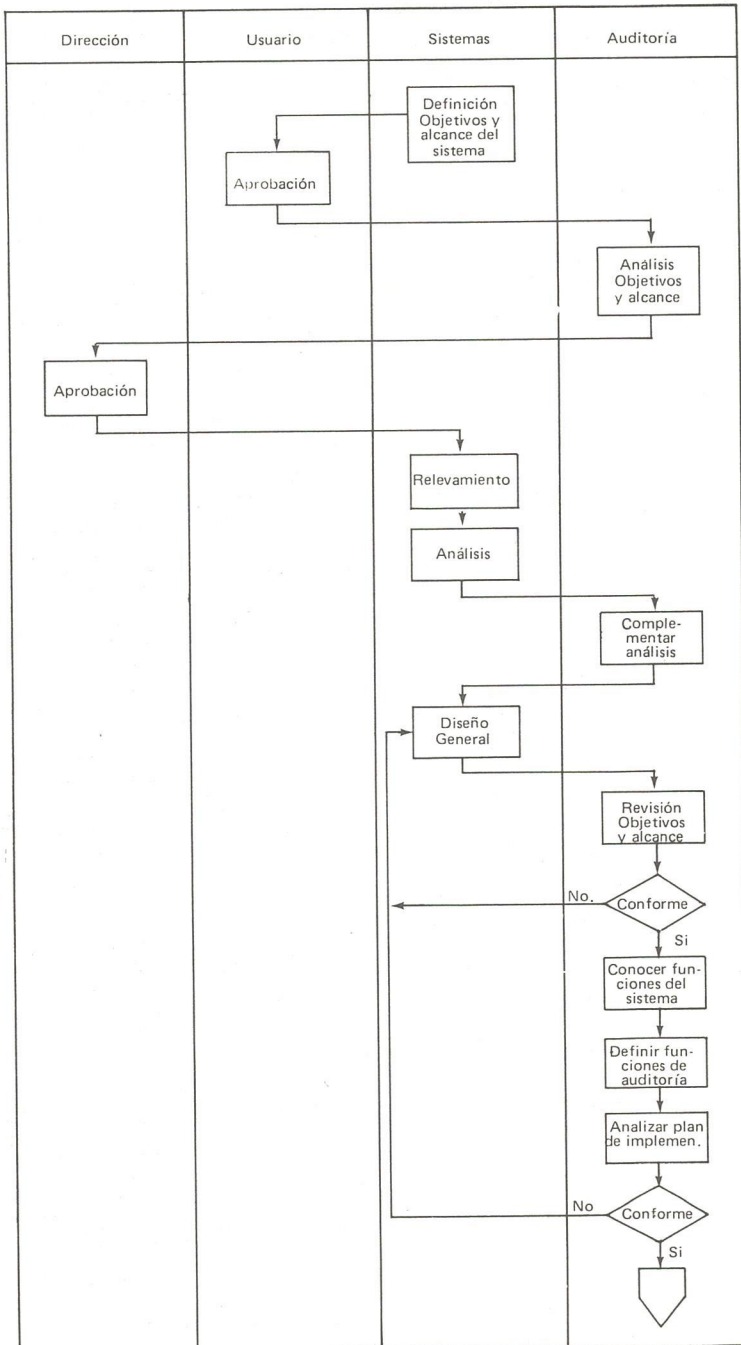 Dirección
Usuario
Sistemas
Auditoría
Definición
Objetivos y
alcance del
sistema
Aprobación
Análisis
Objetivos
y alcance
Aprobación
Relevamiento
Análisis
Comple-
mentar
análisis
Diseño
General
Revisión
Objetivos
y alcance
Conforme
No.
Si
Conocer fun-
ciones del
sistema
Definir fun-
ciones de
auditoría
Analizar plan
de implemen.
Conforme
No
Si